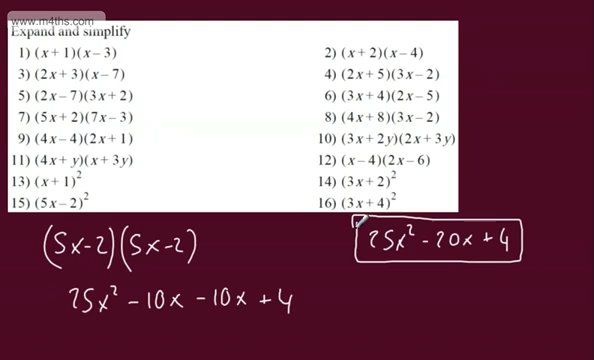 © www.m4ths.com
Expand and simplify
1) (x+1)(x−3)
2) (x+2)(x−4)
3) (2x+3)(x−7)
4) (2x+5)(3x−2)
5) (2x−7)(3x+2)
6) (3x+4)(2x−5)
7) (5x+2)(7x−3)
8) (4x+8)(3x−2)
9) (4x−4)(2x+1)
10) (3x+2y)(2x+3y)
11) (4x+y)(x+3y)
12) (x−4)(2x−6)
13) (x+1)²
14) (3x+2)²
15) (5x−2)²
16) (3x+4)²
(5x-2)(5x-2)
25x² - 20x + 4
25x² - 10x - 10x + 4